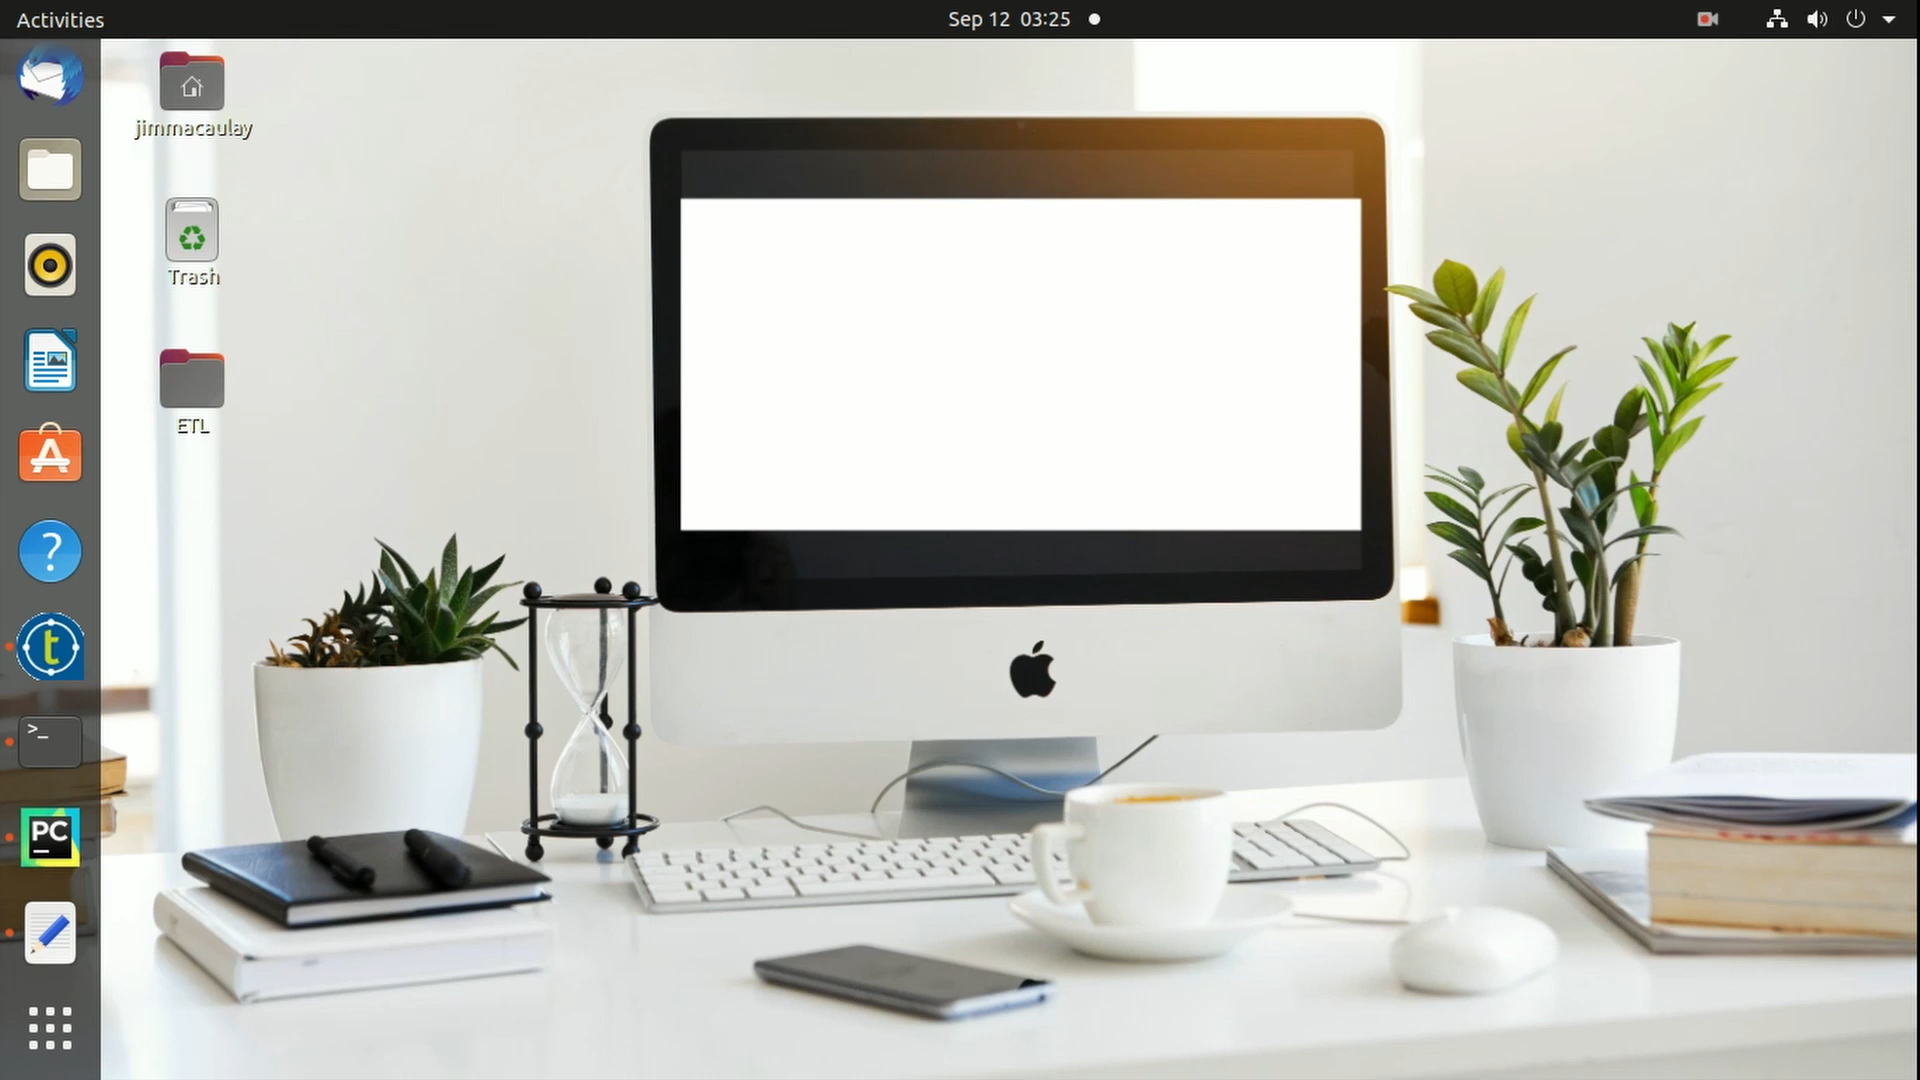 Activities
Sep 12 03:25
jimmacaulay
Trash
ETL
?
t
>_
PC